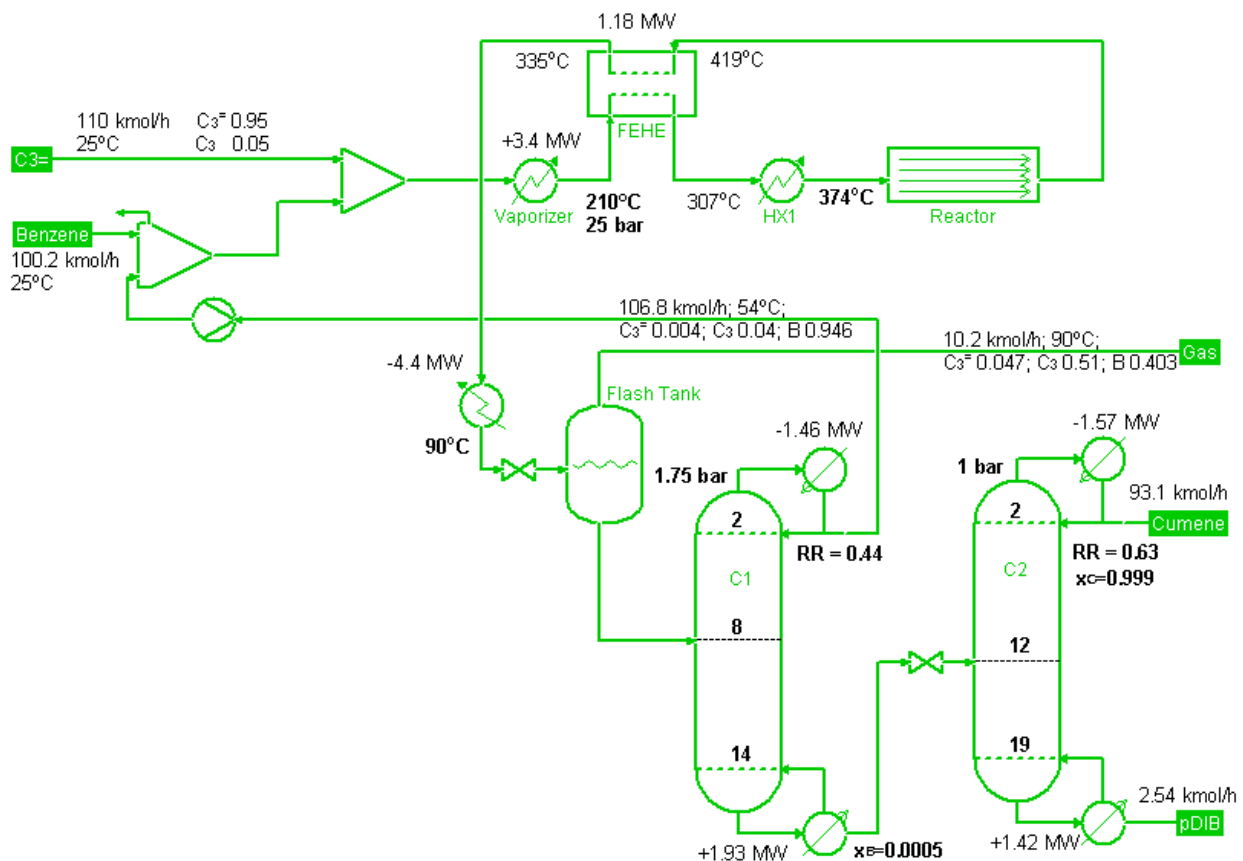 1.18 MW
335°C
419°C
FEHE
110 kmol/h C3= 0.95
25°C C3 0.05
C3=
+3.4 MW
Vaporizer
210°C
25 bar
307°C
HX1
374°C
Reactor
Benzene
100.2 kmol/h
25°C
106.8 kmol/h; 54°C;
C3= 0.004; C3 0.04; B 0.946
10.2 kmol/h; 90°C;
C3= 0.047; C3 0.51; B 0.403
Gas
-4.4 MW
90°C
Flash Tank
1.75 bar
-1.46 MW
2
RR = 0.44
C1
8
14
+1.93 MW
xB=0.0005
1 bar
-1.57 MW
2
93.1 kmol/h
Cumene
RR = 0.63
xC=0.999
C2
12
19
+1.42 MW
2.54 kmol/h
pDIB